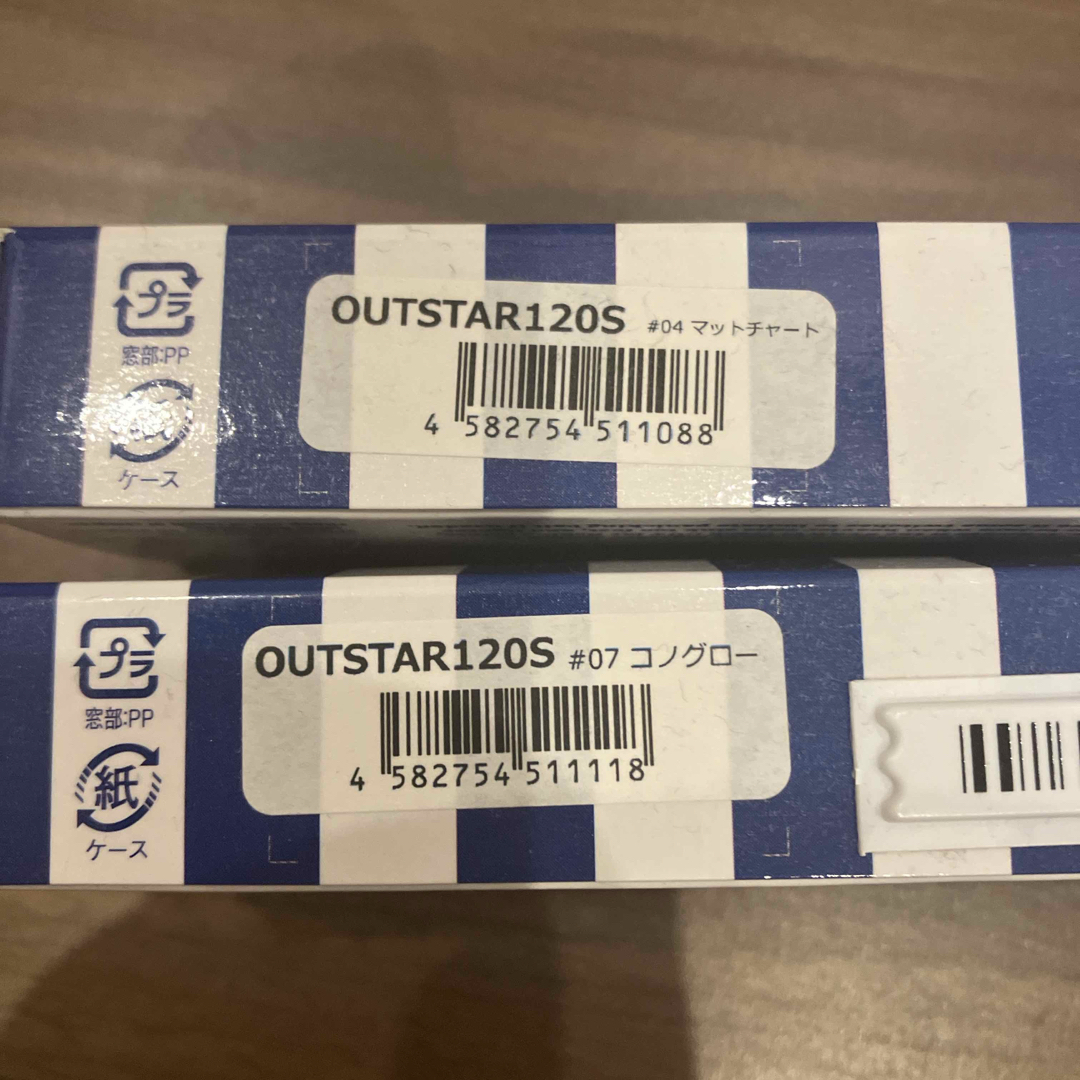 プラ
窓部:PP
ケース
OUTSTAR120S #04 マットチャート
4 582754 511088
プラ
窓部:PP
紙
ケース
OUTSTAR120S #07 コノグロー
4 582754 511118